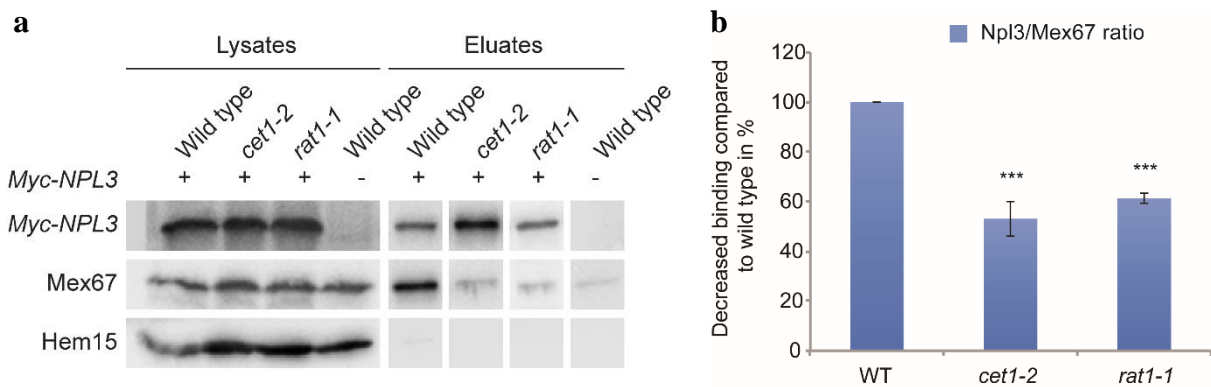 a
Lysates
Eluates
Wild type
cet1-2
rat1-1
Wild type
Wild type
cet1-2
rat1-1
Wild type
Myc-NPL3
+ + + - + + + -
Myc-NPL3
Mex67
Hem15
b
Npl3/Mex67 ratio
Decreased binding compared
to wild type in %
120
100
80
60
40
20
0
***
***
WT
cet1-2
rat1-1